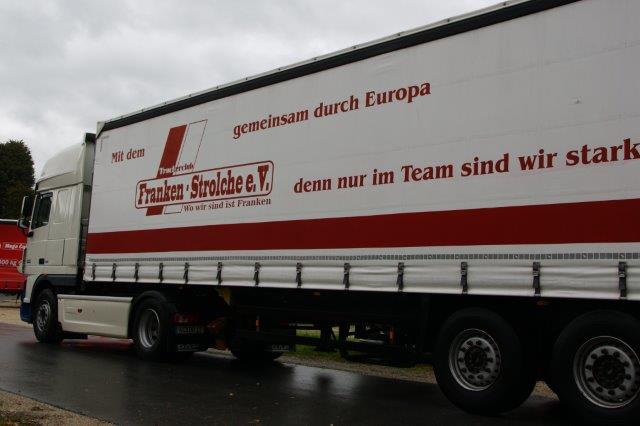 Mit dem
gemeinsam durch Europa
Truckerclub
Franken-Strolche e.V.
Wo wir sind ist Franken
denn nur im Team sind wir stark